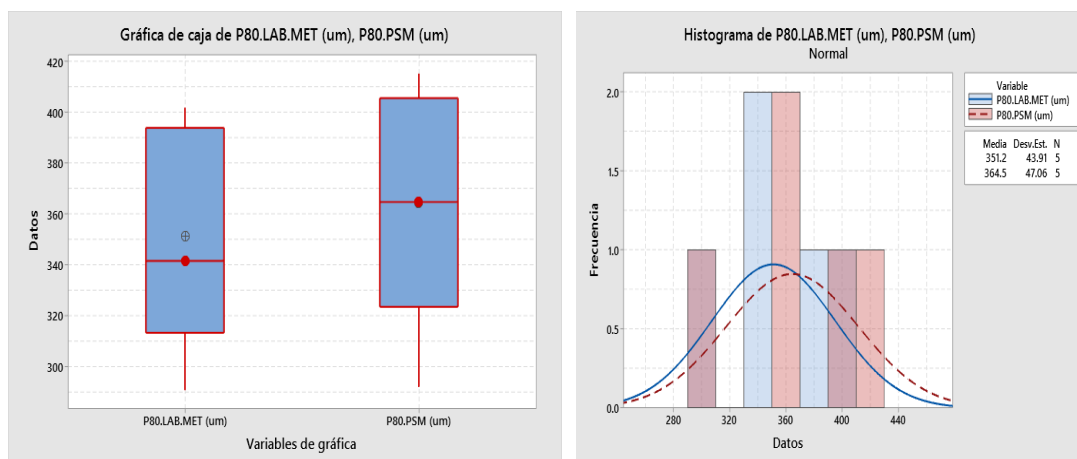 Gráfica de caja de P80.LAB.MET (um), P80.PSM (um)
420
400
380
360
340
320
300
Datos
P80.LAB.MET (um)
P80.PSM (um)
Variables de gráfica
Histograma de P80.LAB.MET (um), P80.PSM (um)
Normal
2.0
1.5
1.0
0.5
0.0
Frecuencia
280
320
360
400
440
Datos
Variable
P80.LAB.MET (um)
P80.PSM (um)
Media Desv.Est. N
351.2 43.91 5
364.5 47.06 5